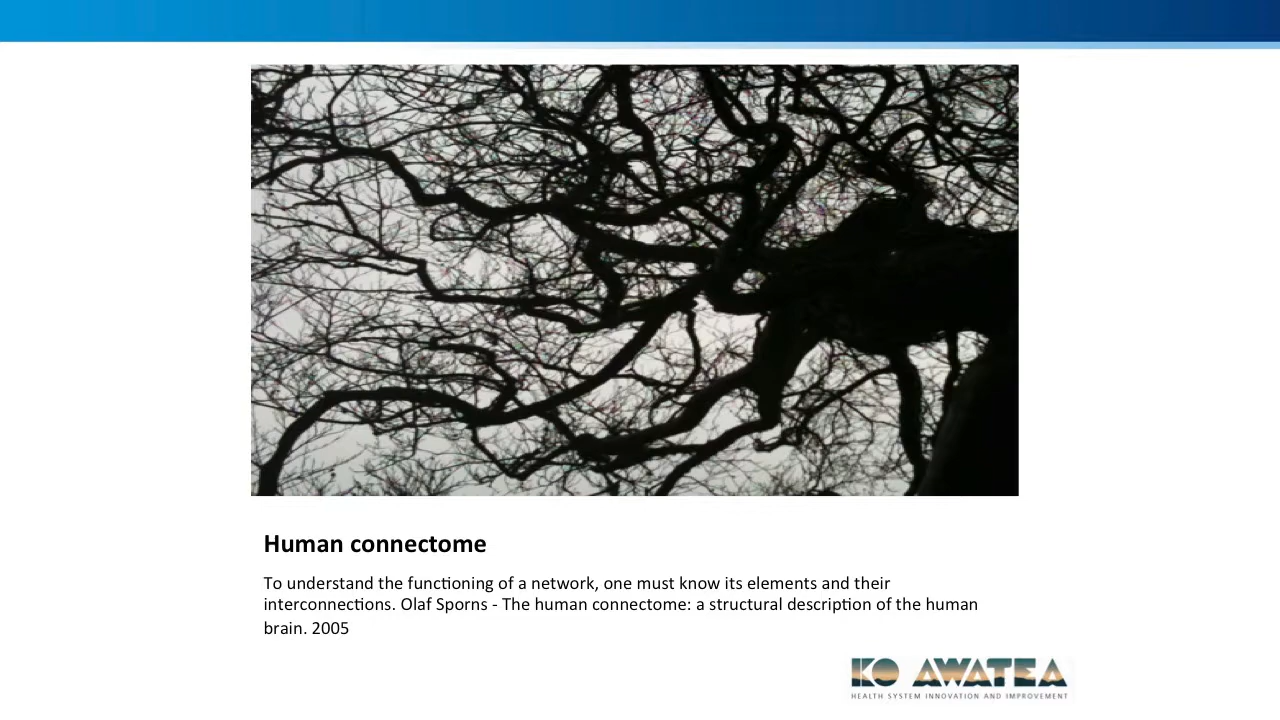 Human connectome
To understand the functioning of a network, one must know its elements and their
interconnections. Olaf Sporns - The human connectome: a structural description of the human
brain. 2005
KO AWATEA
HEALTH SYSTEM INNOVATION AND IMPROVEMENT